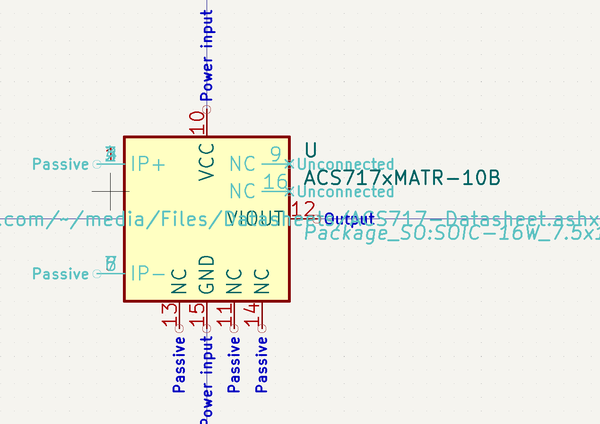 Power input
10
VCC
U
ACS717xMATR-10B
Passive
IP+
NC
9
Unconnected
NC
16
Unconnected
.com/~/media/Files/Datasheets/ACS717-Datasheet.ashx
VIOUT
12
Output
Package_SO:SOIC-16W_7.5x1
Passive
IP-
NC
GND
NC
NC
13
15
11
14
Passive
Power input
Passive
Passive